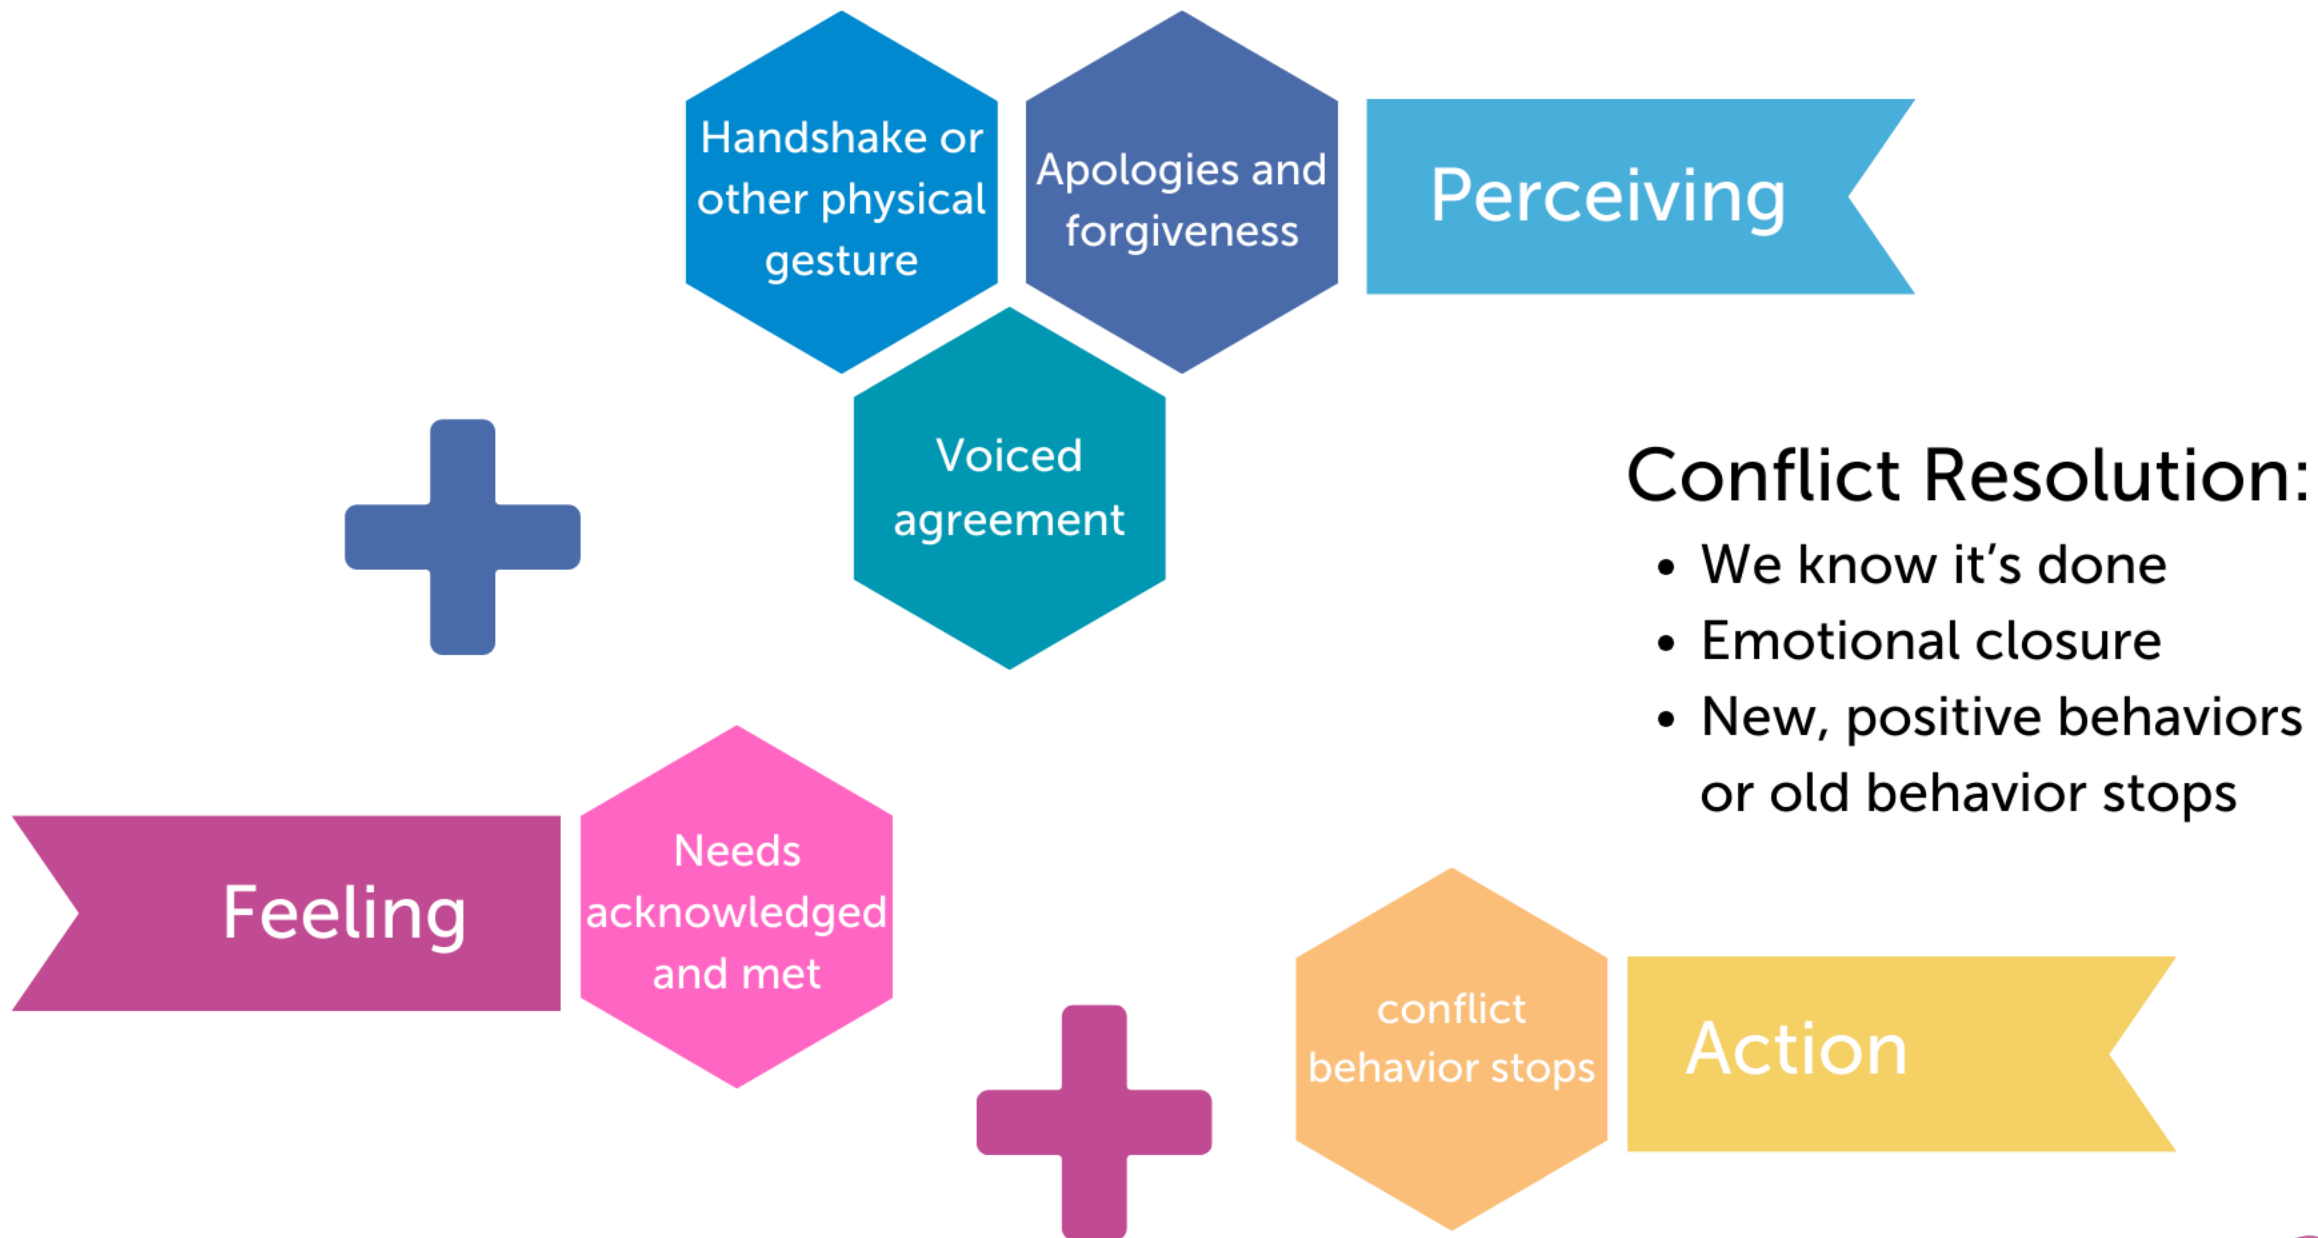 Handshake or
other physical
gesture
Apologies and
forgiveness
Perceiving
Voiced
agreement
Conflict Resolution:
• We know it’s done
• Emotional closure
• New, positive behaviors
or old behavior stops
Feeling
Needs
acknowledged
and met
conflict
behavior stops
Action